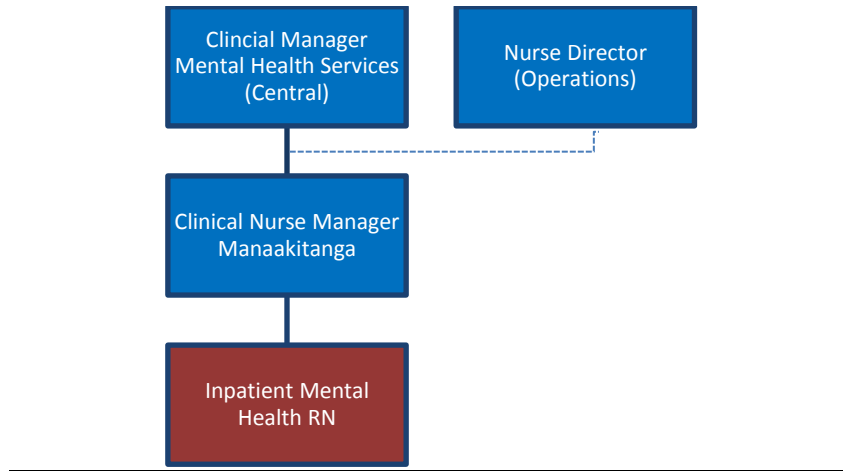 Clincial Manager
Mental Health Services
(Central)
Nurse Director
(Operations)
Clinical Nurse Manager
Manaakitanga
Inpatient Mental
Health RN